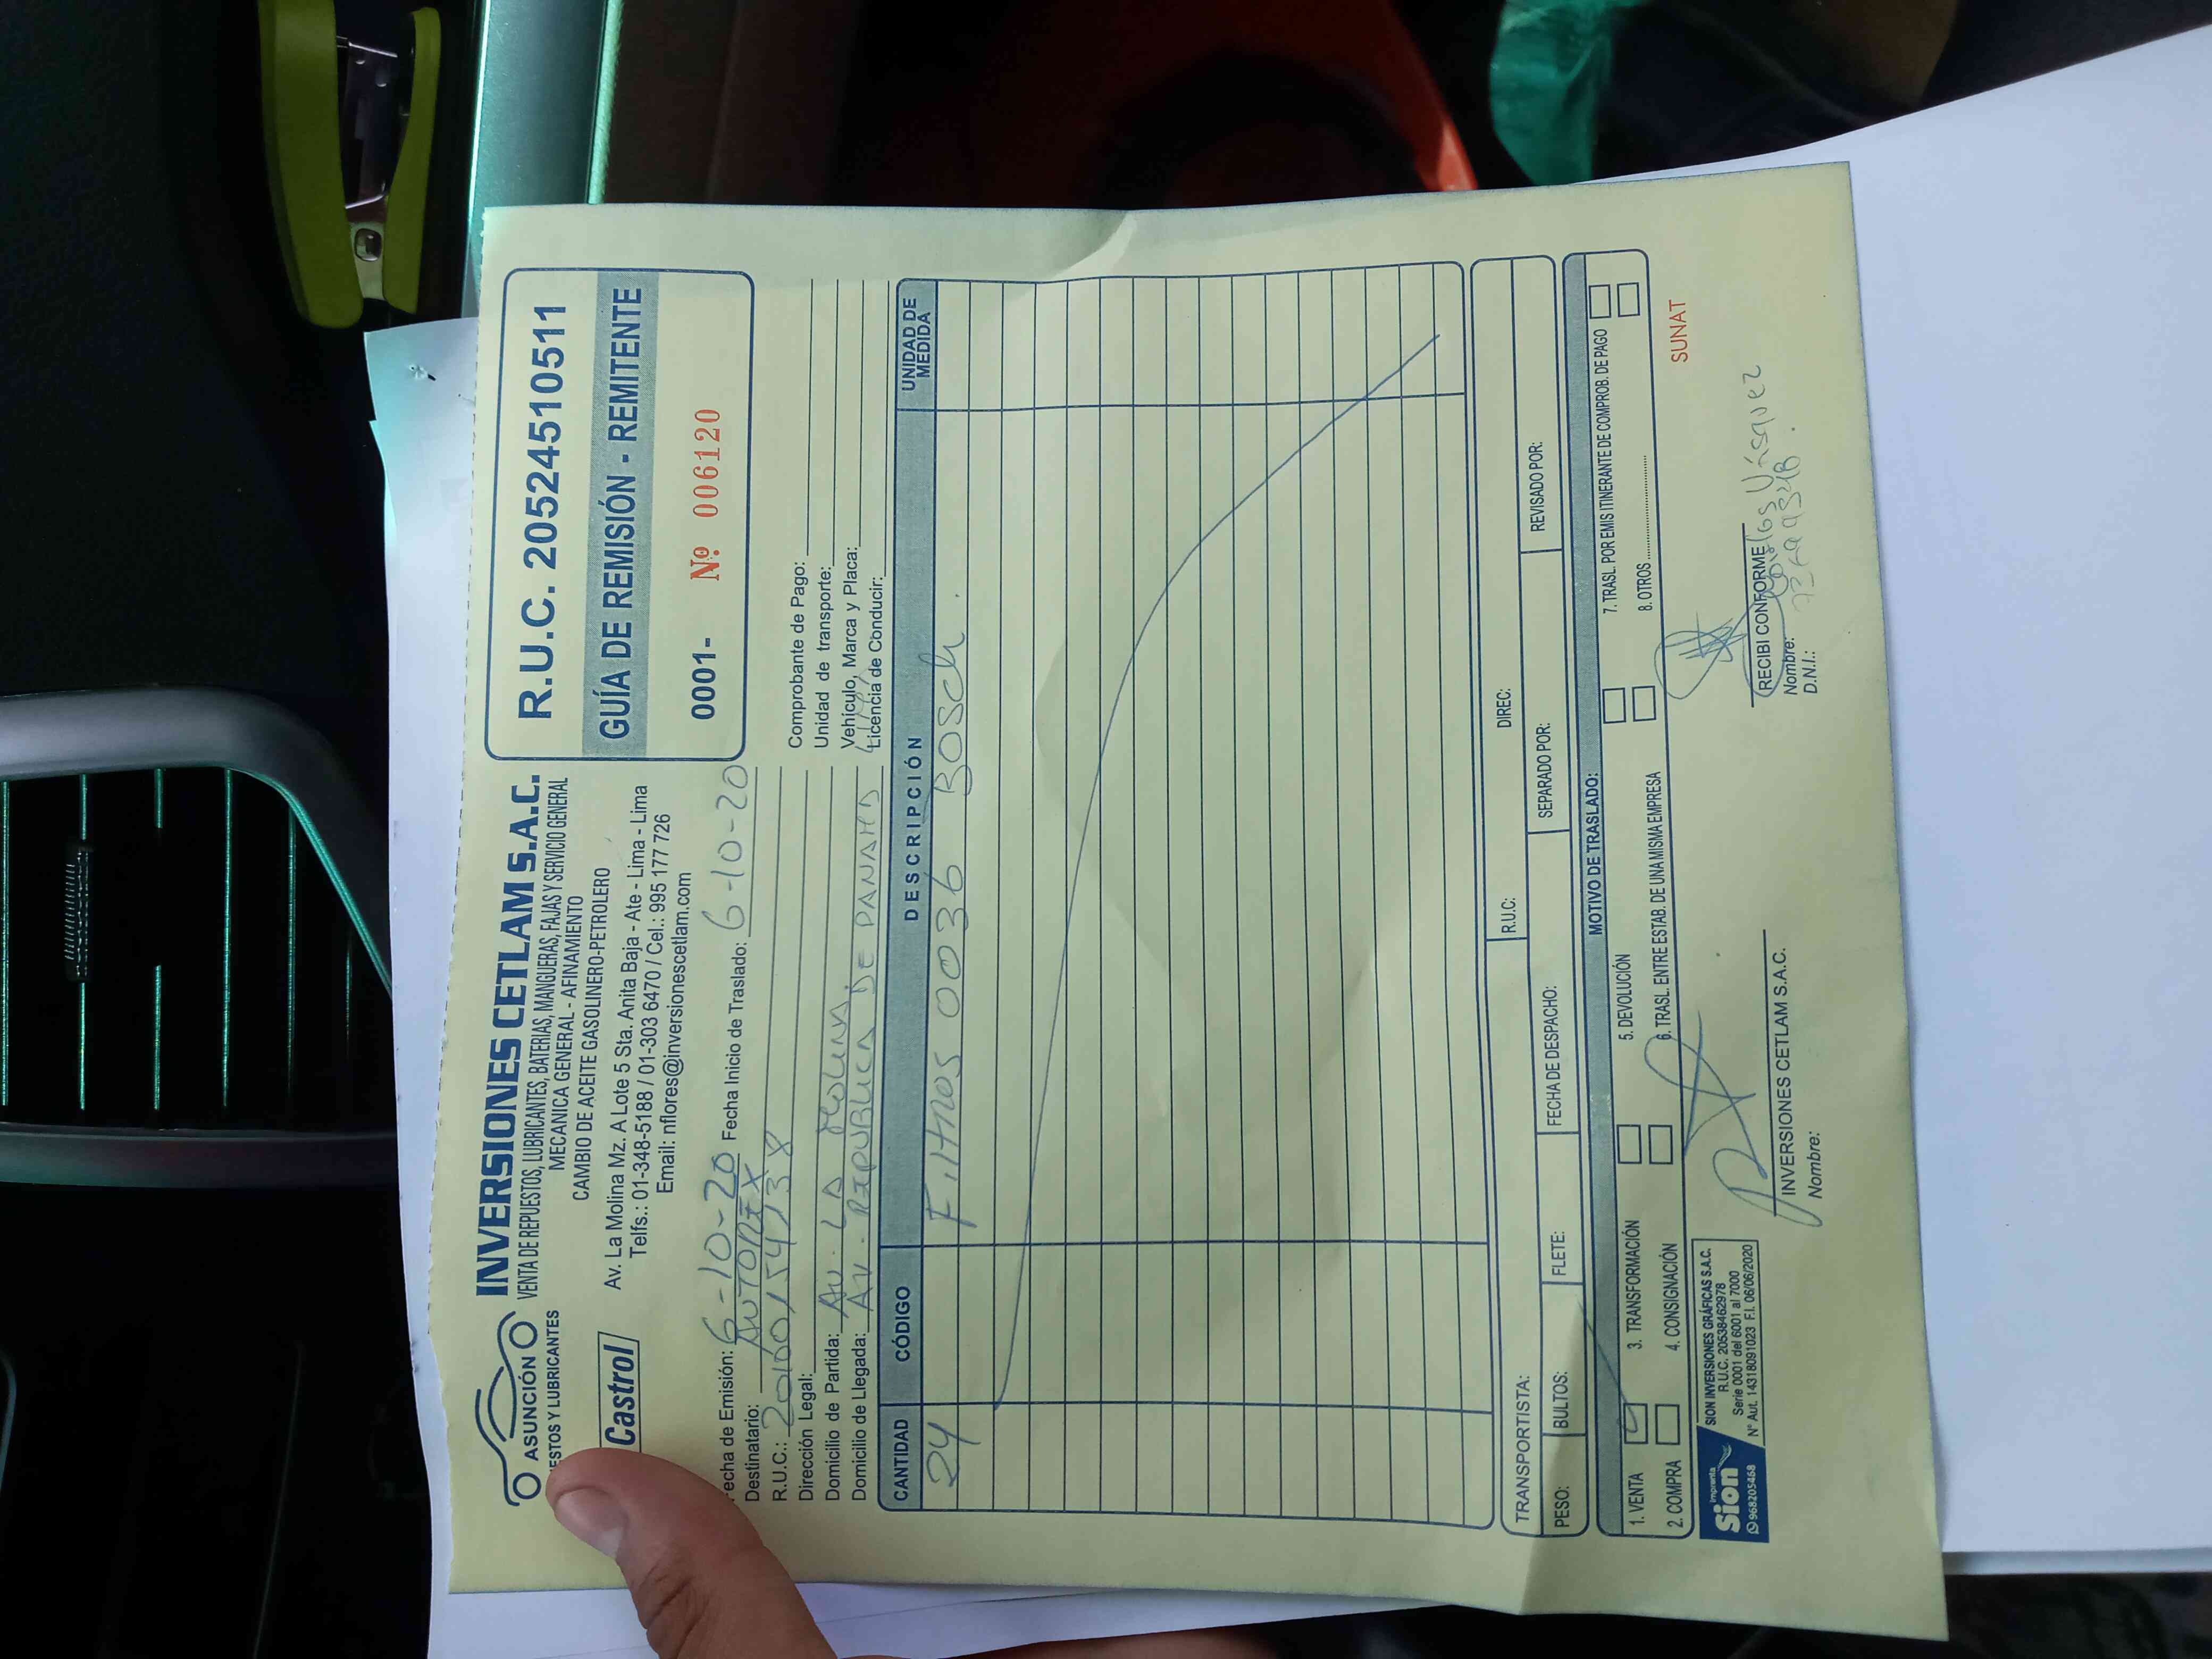 ASUNCIÓN
ESTOS Y LUBRICANTES
Castrol
INVERSIONES CETLAM S.A.C.
VENTA DE REPUESTOS, LUBRICANTES, BATERIAS, MANGUERAS, FAJAS Y SERVICIO GENERAL
MECANICA GENERAL - AFINAMIENTO
CAMBIO DE ACEITE GASOLINERO-PETROLERO
Av. La Molina Mz. A Lote 5 Sta. Anita Baja - Ate - Lima - Lima
Telfs.: 01-348-5188 / 01-303 6470 / Cel.: 995 177 726
Email: nflores@inversionescetlam.com
R.U.C. 20524510511
GUÍA DE REMISIÓN - REMITENTE
0001- Nº 006120
Fecha de Emisión: 6-10-20 Fecha Inicio de Traslado: 6-10-20
Destinatario: AUTOREX
R.U.C.: 20100154138
Dirección Legal:
Domicilio de Partida: AV. LA MOLINA.
Domicilio de Llegada: AV. REPUBLICA DE PANAMA
Comprobante de Pago:
Unidad de transporte:
Vehículo, Marca y Placa:
Licencia de Conducir:
CANTIDAD CÓDIGO DESCRIPCIÓN UNIDAD DE MEDIDA
24 Filtros 0036 Bosch.
TRANSPORTISTA: R.U.C: DIREC:
PESO: BULTOS: FLETE: FECHA DE DESPACHO: SEPARADO POR: REVISADO POR:
MOTIVO DE TRASLADO:
1. VENTA 3. TRANSFORMACIÓN 5. DEVOLUCIÓN 7. TRASL. POR EMIS ITINERANTE DE COMPROB. DE PAGO
2. COMPRA 4. CONSIGNACIÓN 6. TRASL. ENTRE ESTAB. DE UNA MISMA EMPRESA 8. OTROS ....................................
SUNAT
imprenta
Sion
968205468
SION INVERSIONES GRÁFICAS S.A.C.
R.U.C. 20538462978
Serie 0001 del 6001 al 7000
N° Aut. 14318091023 F.I. 06/06/2020
INVERSIONES CETLAM S.A.C.
Nombre:
RECIBI CONFORME
Nombre: Carlos Vásquez
D.N.I.: